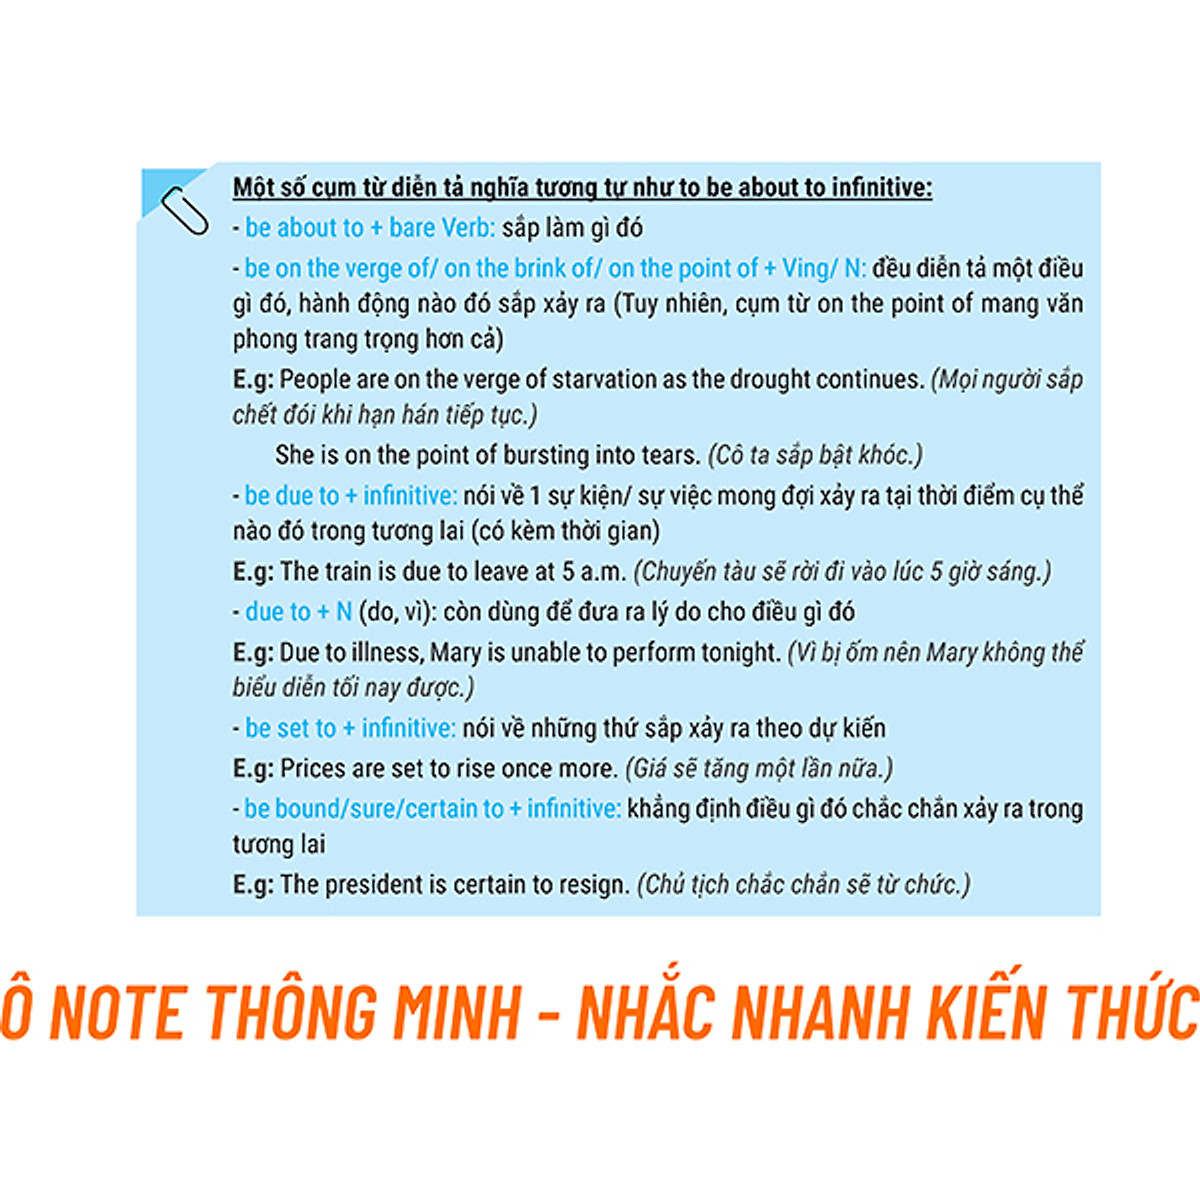 Một số cụm từ diễn tả nghĩa tương tự như to be about to infinitive:
- be about to + bare Verb: sắp làm gì đó
- be on the verge of/ on the brink of/ on the point of + Ving/ N: đều diễn tả một điều
gì đó, hành động nào đó sắp xảy ra (Tuy nhiên, cụm từ on the point of mang văn
phong trang trọng hơn cả)
E.g: People are on the verge of starvation as the drought continues. (Mọi người sắp
chết đói khi hạn hán tiếp tục.)
She is on the point of bursting into tears. (Cô ta sắp bật khóc.)
- be due to + infinitive: nói về 1 sự kiện/ sự việc mong đợi xảy ra tại thời điểm cụ thể
nào đó trong tương lai (có kèm thời gian)
E.g: The train is due to leave at 5 a.m. (Chuyến tàu sẽ rời đi vào lúc 5 giờ sáng.)
- due to + N (do, vì): còn dùng để đưa ra lý do cho điều gì đó
E.g: Due to illness, Mary is unable to perform tonight. (Vì bị ốm nên Mary không thể
biểu diễn tối nay được.)
- be set to + infinitive: nói về những thứ sắp xảy ra theo dự kiến
E.g: Prices are set to rise once more. (Giá sẽ tăng một lần nữa.)
- be bound/sure/certain to + infinitive: khẳng định điều gì đó chắc chắn xảy ra trong
tương lai
E.g: The president is certain to resign. (Chủ tịch chắc chắn sẽ từ chức.)
Ô NOTE THÔNG MINH - NHẮC NHANH KIẾN THỨC